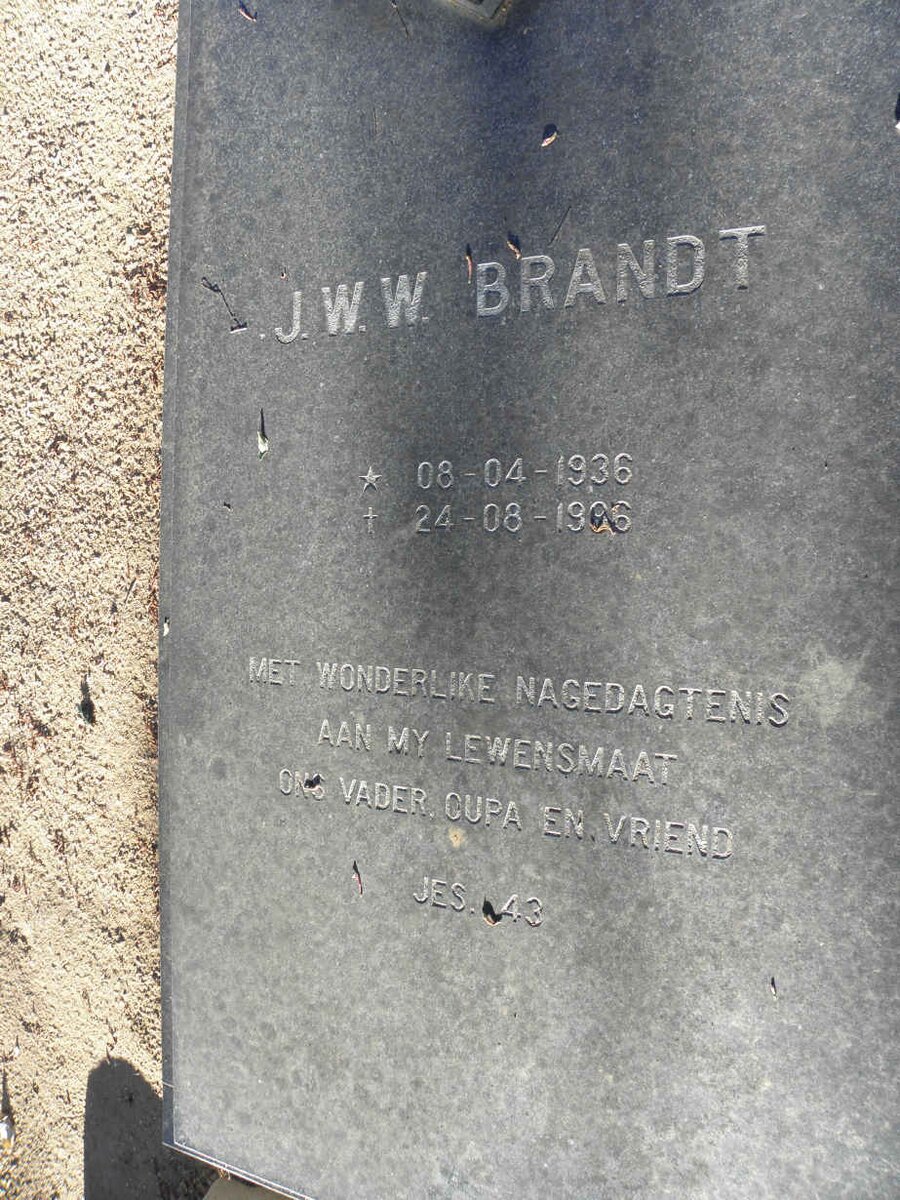 J.W.W. BRANDT
★ 08-04-1936
† 24-08-1996
MET WONDERLIKE NAGEDAGTENIS
AAN MY LEWENSMAAT
ONS VADER, OUPA EN VRIEND
JES. 43